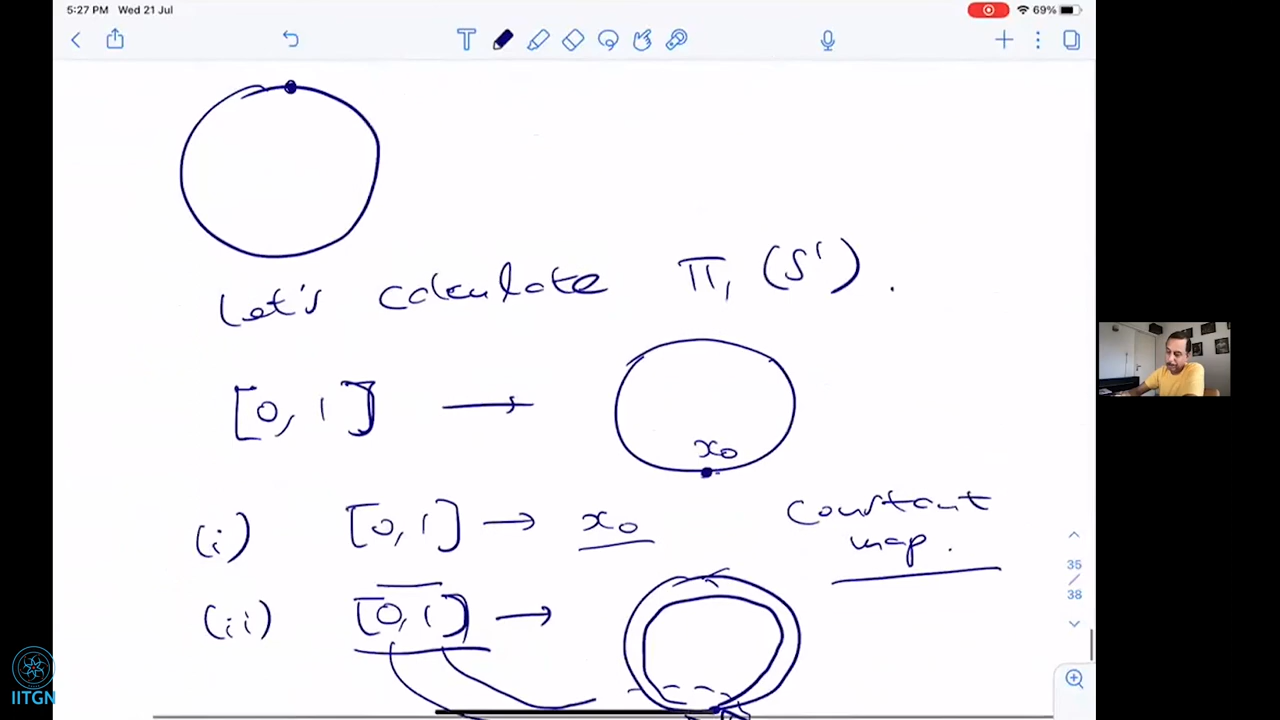 5:27 PM Wed 21 Jul
69%
T
Let's calculate π₁ (S¹).
[0, 1] →
x₀
(i) [0, 1] → x₀ constant
map.
(ii) [0, 1] →
35
38
IITGN